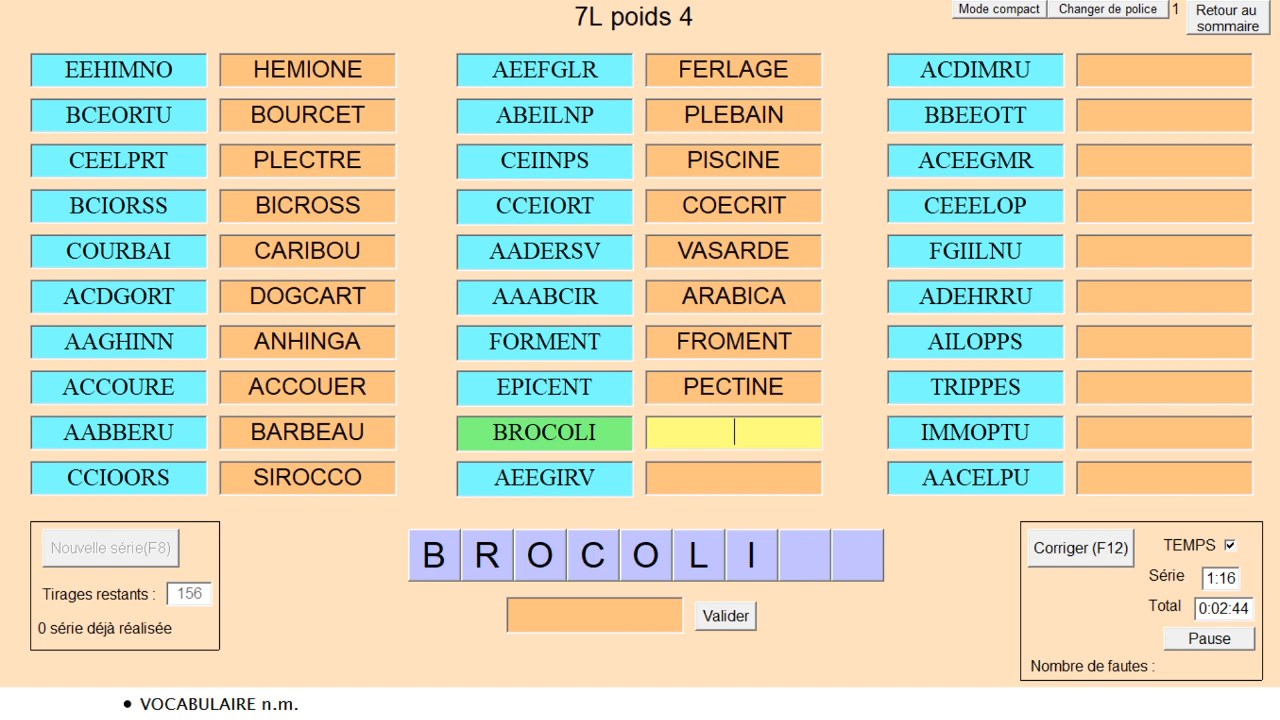 7L poids 4
Mode compact Changer de police 1 Retour au sommaire
EEHIMNO HEMIONE AEEFGLR FERLAGE ACDIMRU
BCEORTU BOURCET ABEILNP PLEBAIN BBEEOTT
CEELPRT PLECTRE CEIINPS PISCINE ACEEGMR
BCIORSS BICROSS CCEIORT COECRIT CEEELOP
COURBAI CARIBOU AADERSV VASARDE FGIILNU
ACDGORT DOGCART AAABCIR ARABICA ADEHRRU
AAGHINN ANHINGA FORMENT FROMENT AILOPPS
ACCOURE ACCOUER EPICENT PECTINE TRIPPES
AABBERU BARBEAU BROCOLI IMMOPTU
CCIOORS SIROCCO AEEGIRV AACELPU
Nouvelle série(F8)
Tirages restants : 156
0 série déjà réalisée
B R O C O L I
Valider
Corriger (F12) TEMPS
Série 1:16
Total 0:02:44
Pause
Nombre de fautes :
• VOCABULAIRE n.m.